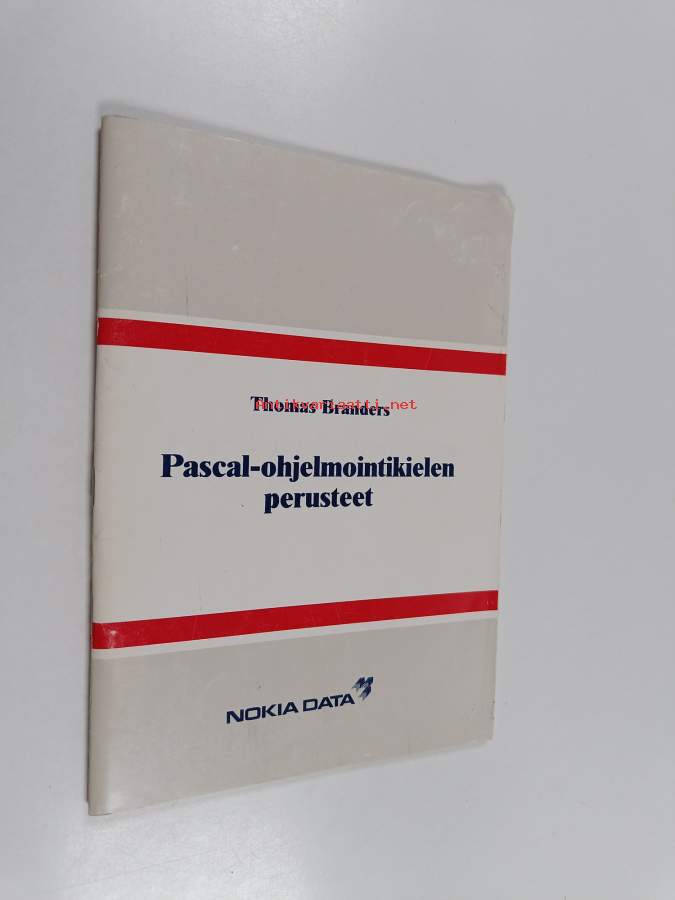 Thomas Branders
antikvariaatti.net
Pascal-ohjelmointikielen
perusteet
NOKIA DATA